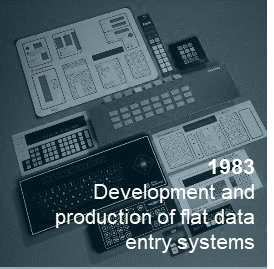 1983
Development and
production of flat data
entry systems